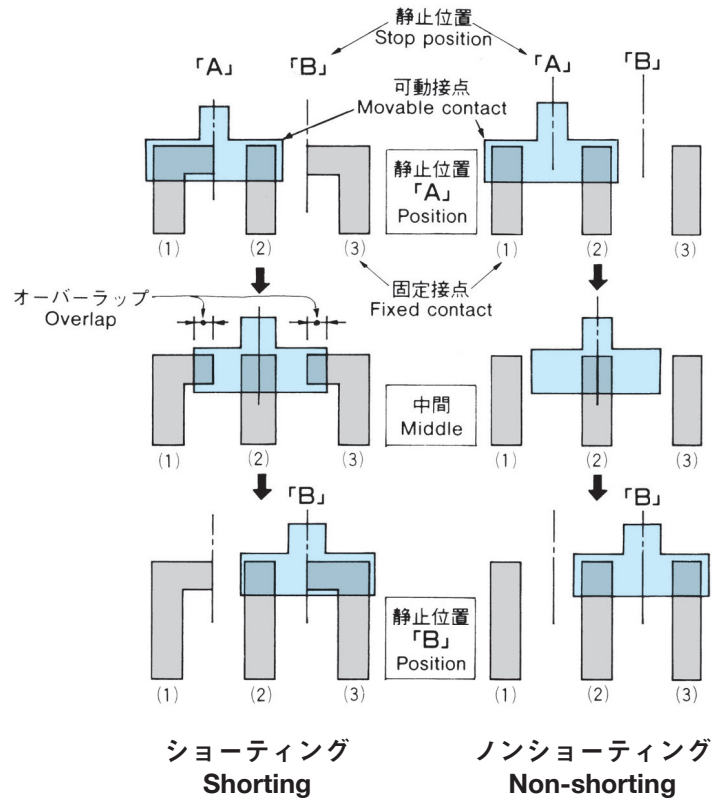 静止位置
Stop position
「A」
「B」
「A」
「B」
可動接点
Movable contact
静止位置
「A」
Position
(1)
(2)
(3)
(1)
(2)
(3)
オーバーラップ
Overlap
固定接点
Fixed contact
中間
Middle
(1)
(2)
(3)
(1)
(2)
(3)
「B」
「B」
静止位置
「B」
Position
(1)
(2)
(3)
(1)
(2)
(3)
ショーティング
Shorting
ノンショーティング
Non-shorting